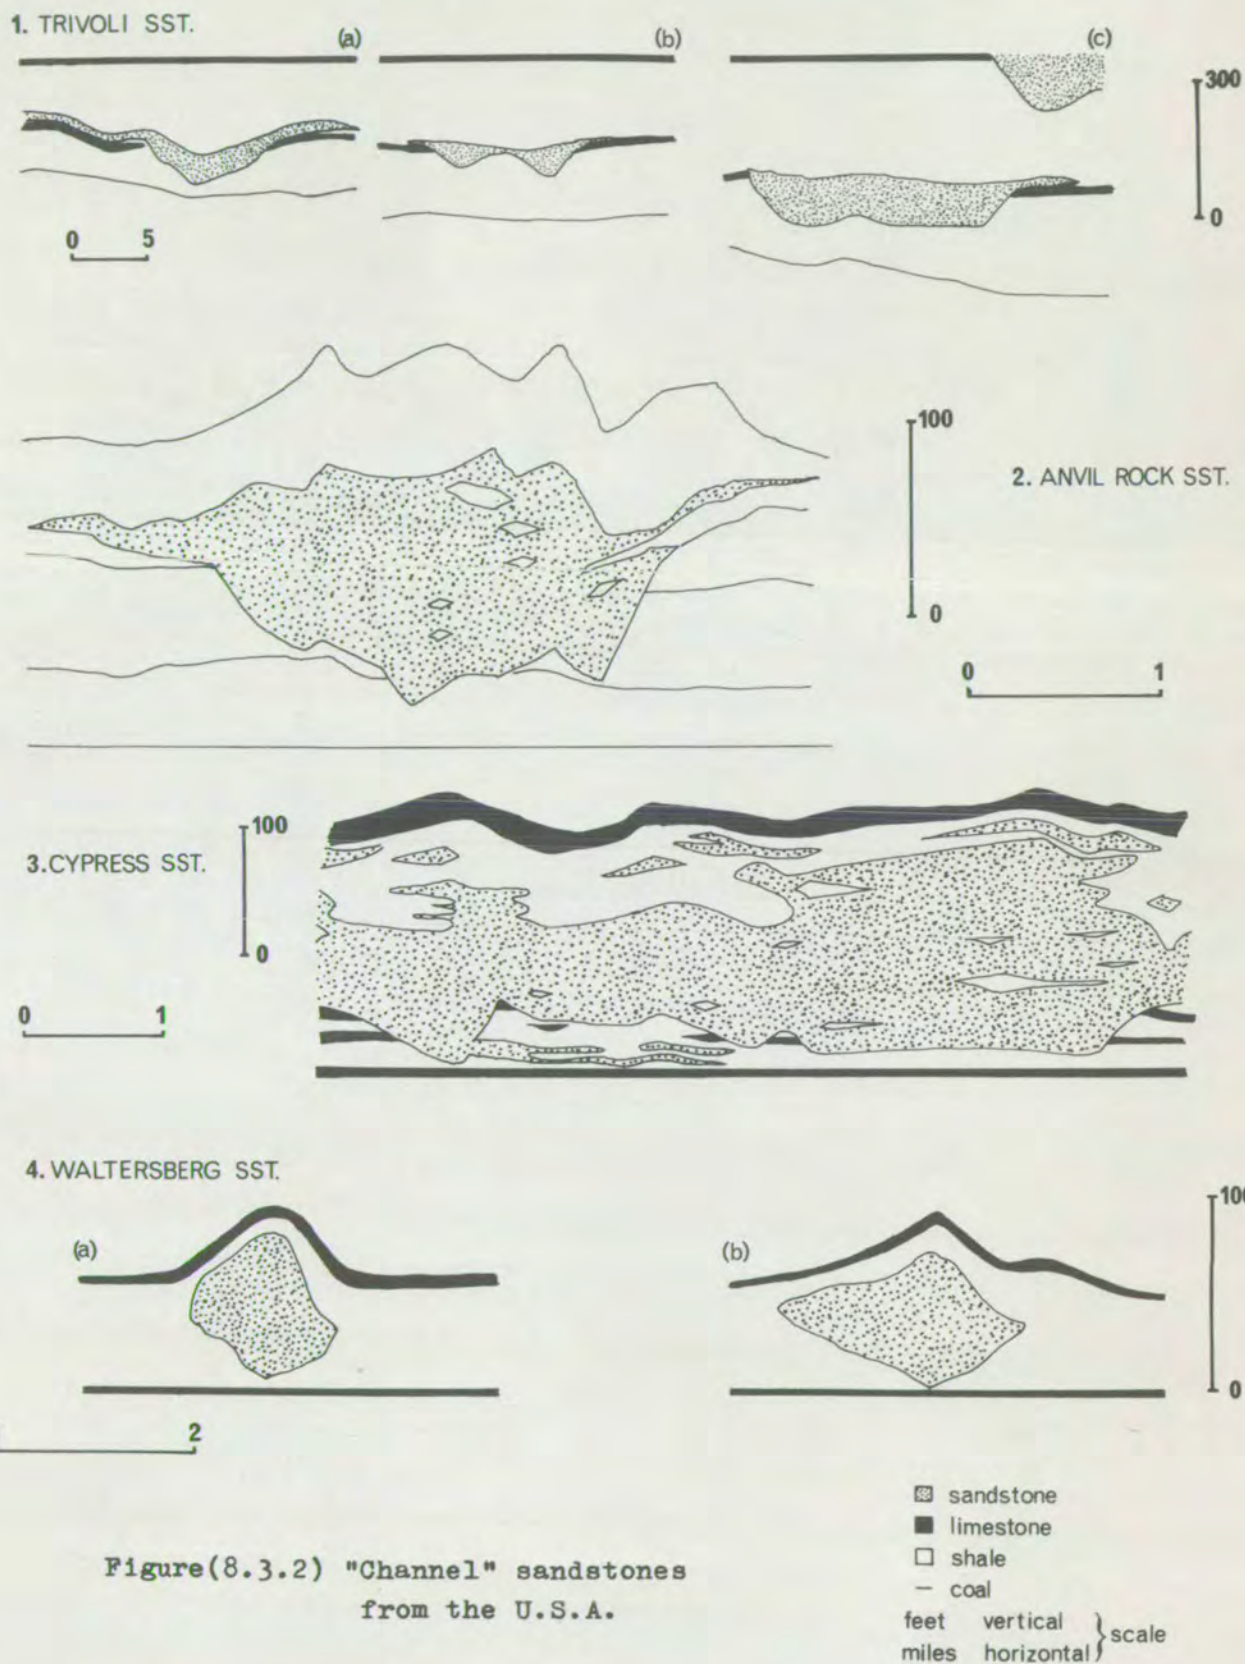 1. TRIVOLI SST.
(a)
(b)
(c)
300
0
0 5
100
0
2. ANVIL ROCK SST.
0 1
3. CYPRESS SST.
100
0
0 1
4. WALTERSBERG SST.
(a)
(b)
100
0
2
sandstone
limestone
shale
coal
feet vertical
miles horizontal } scale
Figure(8.3.2) "Channel" sandstones
from the U.S.A.